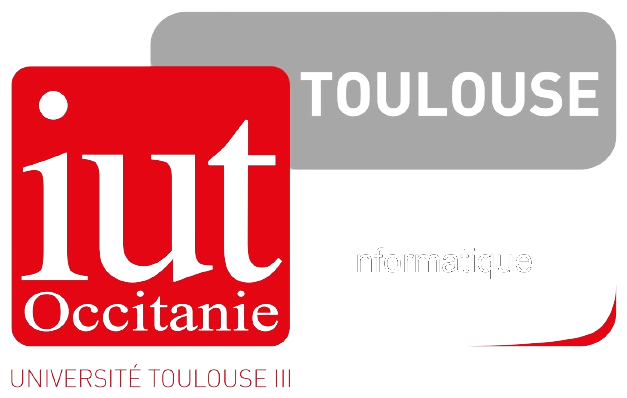 TOULOUSE
iut
Occitanie
nformatique
UNIVERSITÉ TOULOUSE III